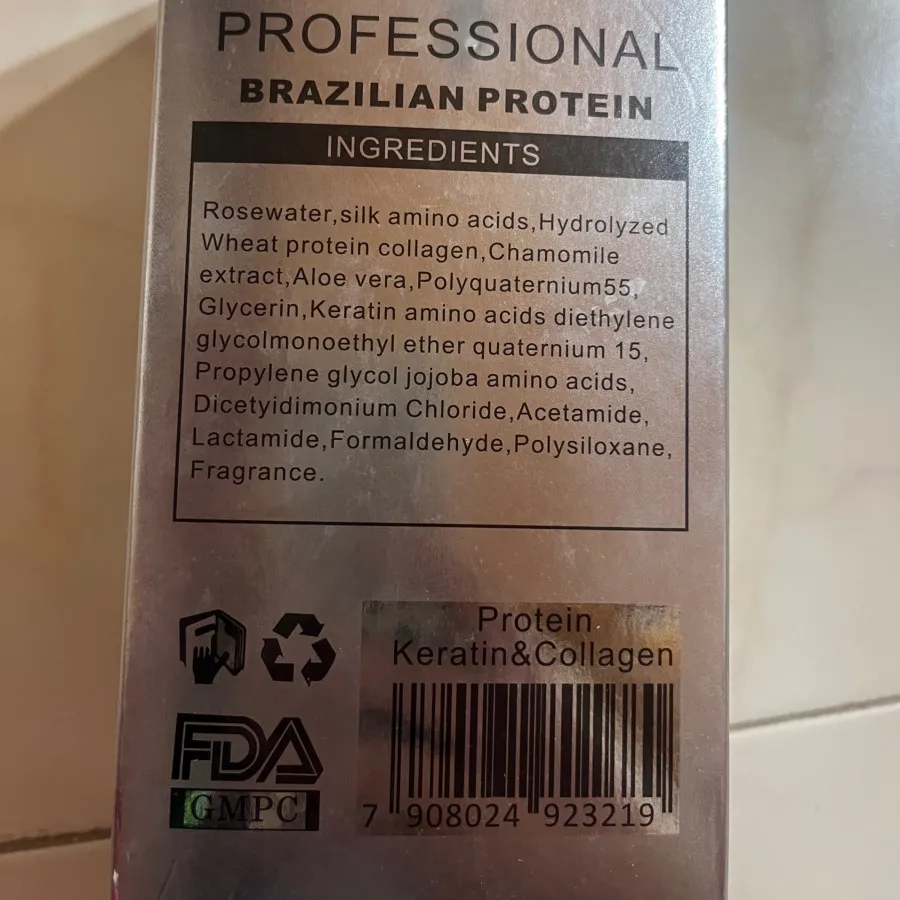 PROFESSIONAL
BRAZILIAN PROTEIN
INGREDIENTS
Rosewater,silk amino acids,Hydrolyzed
Wheat protein collagen,Chamomile
extract,Aloe vera,Polyquaternium55,
Glycerin,Keratin amino acids diethylene
glycolmonoethyl ether quaternium 15,
Propylene glycol jojoba amino acids,
Dicetyidimonium Chloride,Acetamide,
Lactamide,Formaldehyde,Polysiloxane,
Fragrance.
Protein
Keratin&Collagen
FDA
GMPC
7 908024 923219